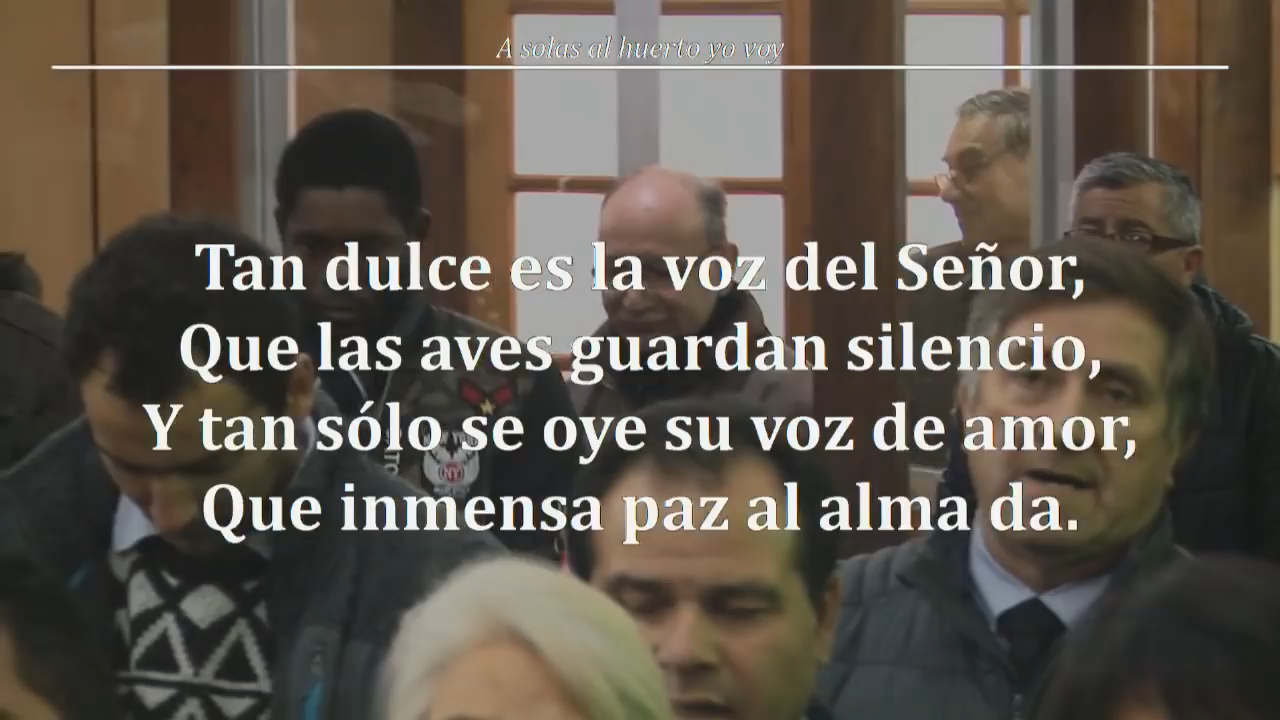 A solas al huerto yo voy
Tan dulce es la voz del Señor,
Que las aves guardan silencio,
Y tan sólo se oye su voz de amor,
Que inmensa paz al alma da.
NY